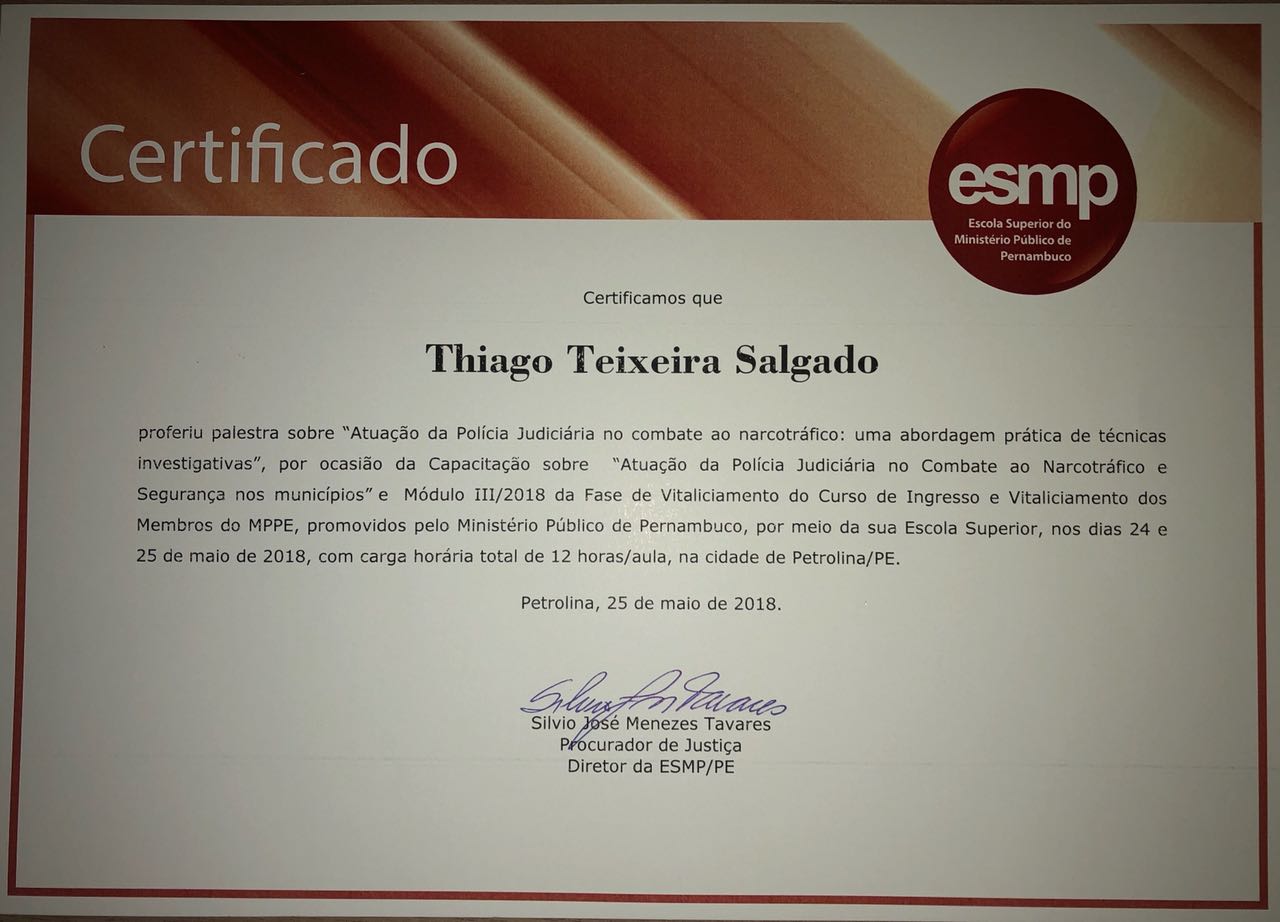 Certificado
esmp
Escola Superior do
Ministério Público de
Pernambuco
Certificamos que
Thiago Teixeira Salgado
proferiu palestra sobre “Atuação da Polícia Judiciária no combate ao narcotráfico: uma abordagem prática de técnicas
investigativas”, por ocasião da Capacitação sobre “Atuação da Polícia Judiciária no Combate ao Narcotráfico e
Segurança nos municípios” e Módulo III/2018 da Fase de Vitaliciamento do Curso de Ingresso e Vitaliciamento dos
Membros do MPPE, promovidos pelo Ministério Público de Pernambuco, por meio da sua Escola Superior, nos dias 24 e
25 de maio de 2018, com carga horária total de 12 horas/aula, na cidade de Petrolina/PE.
Petrolina, 25 de maio de 2018.
Silvio José Menezes Tavares
Procurador de Justiça
Diretor da ESMP/PE